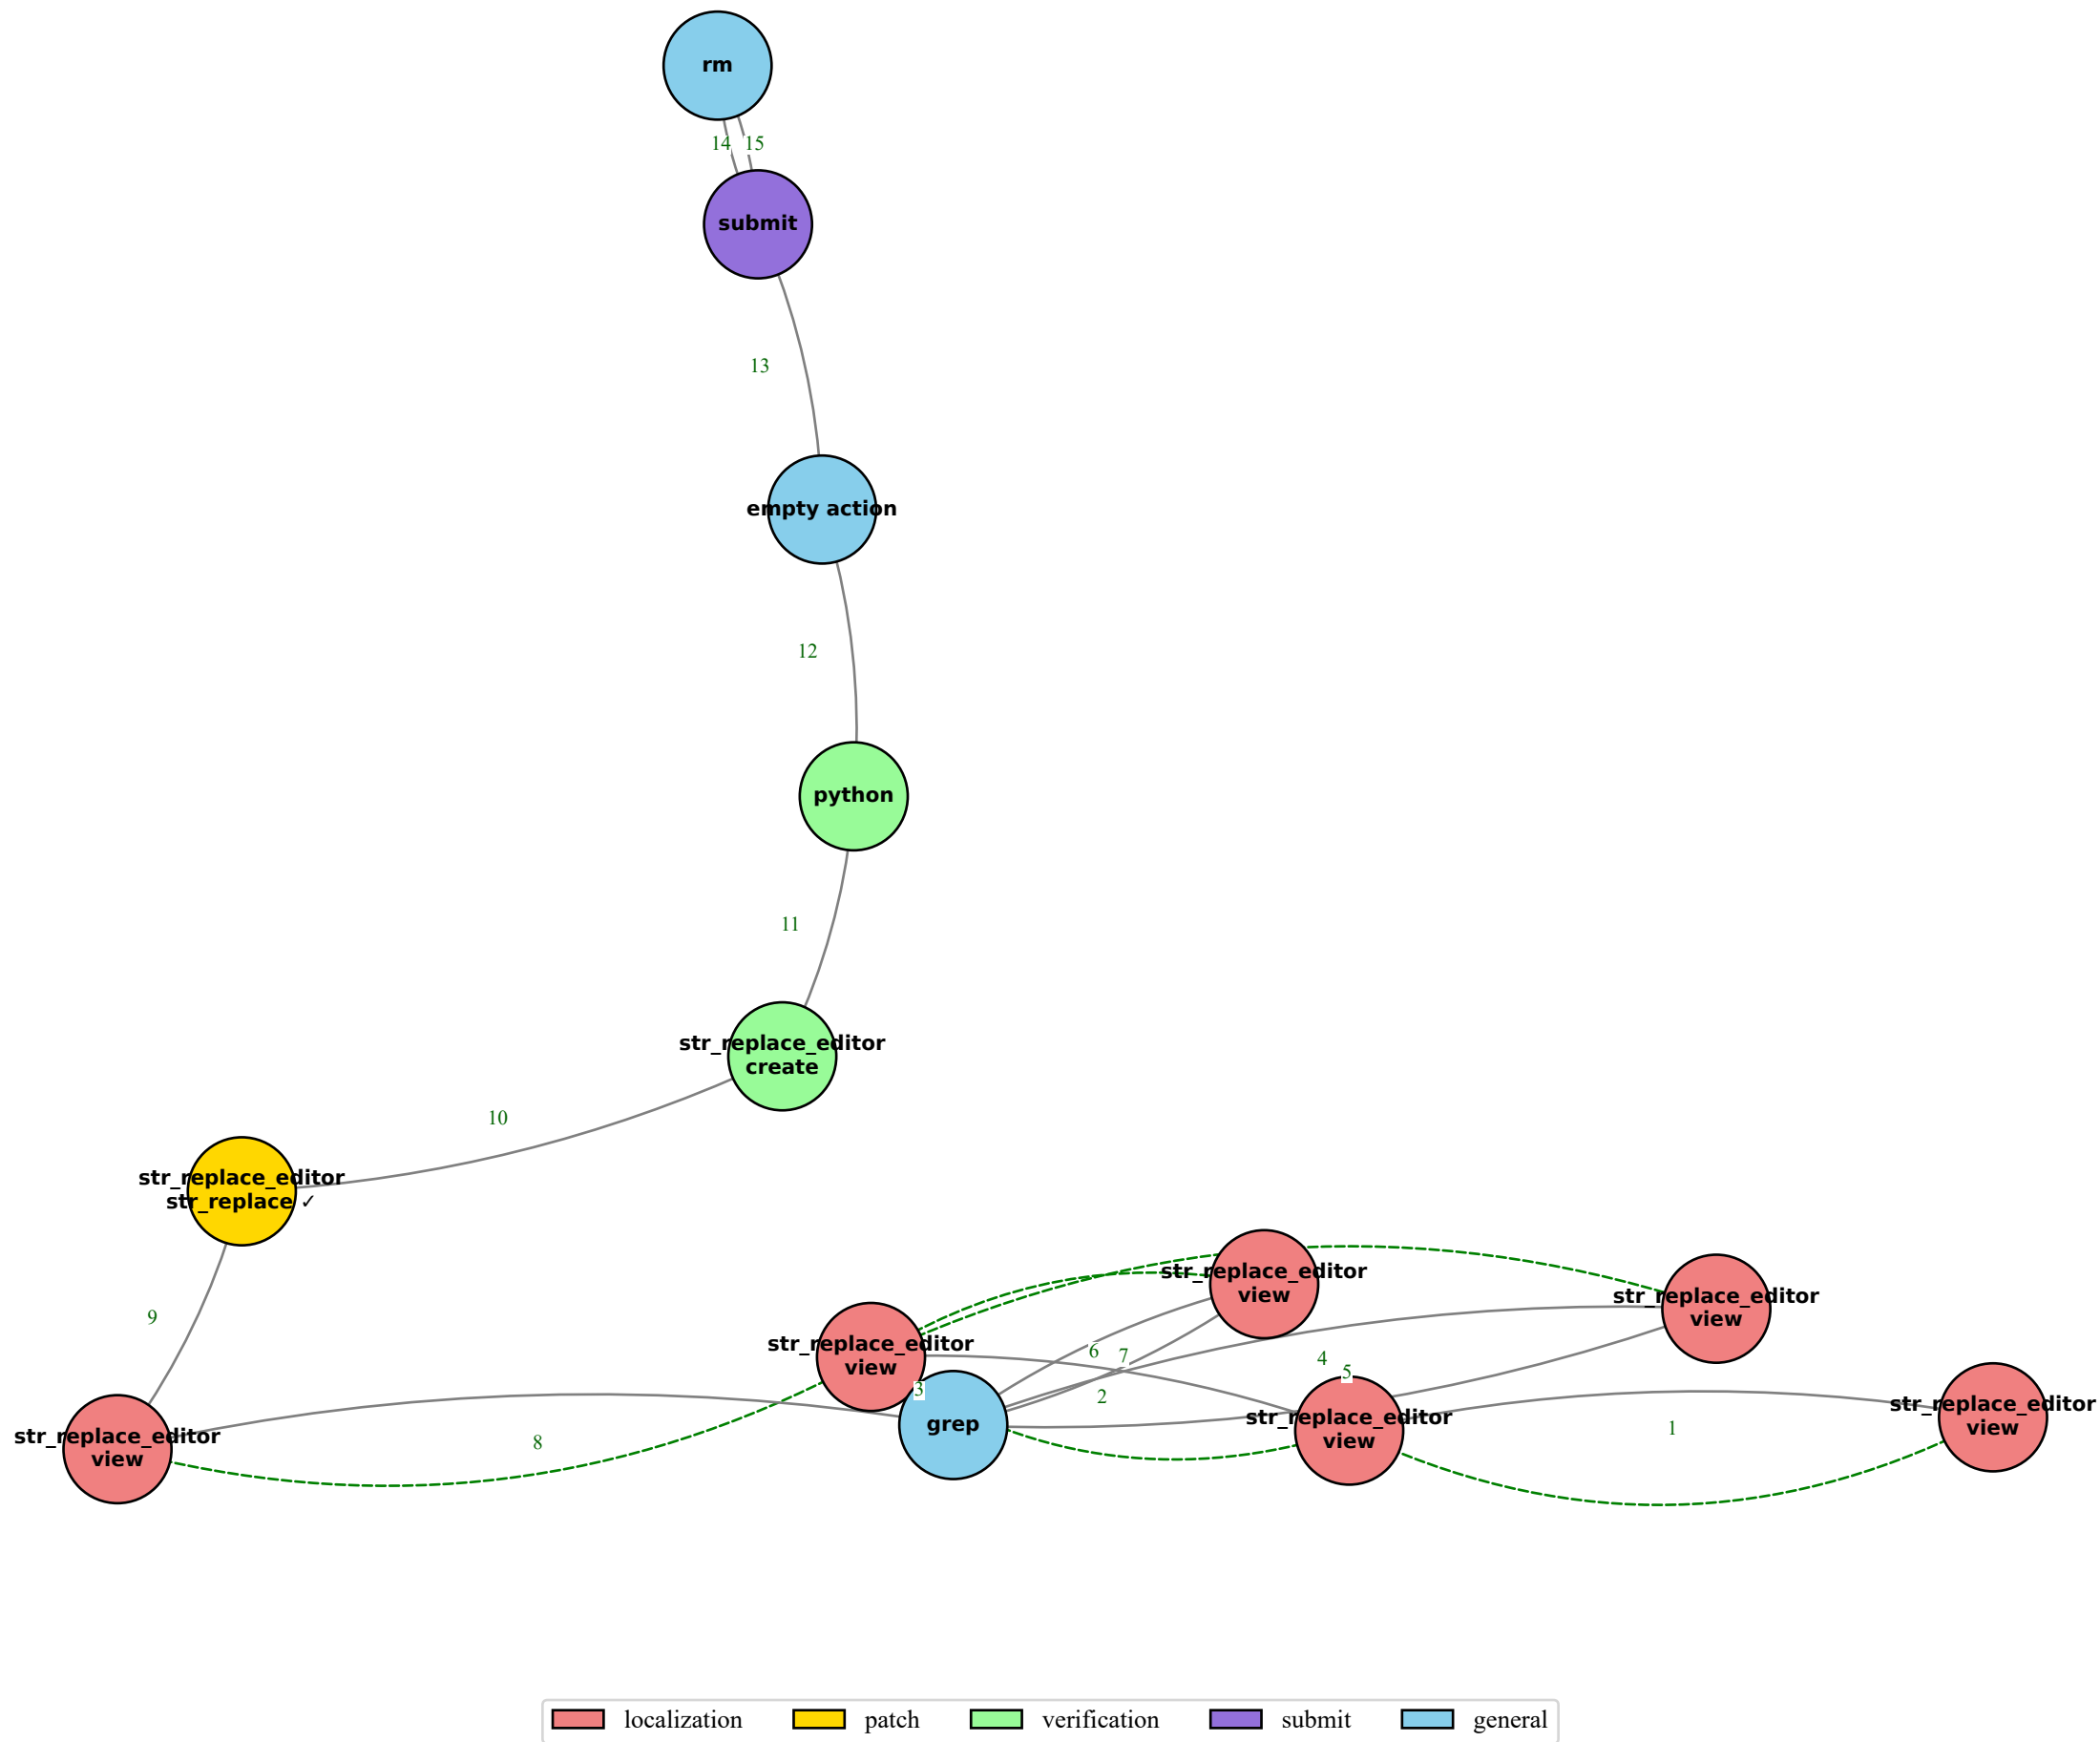 rm
14
15
submit
13
empty action
12
python
11
str_replace_editor
create
10
str_replace_editor
str_replace ✓
9
str_replace_editor
view
str_replace_editor
view
str_replace_editor
view
6
7
4
5
3
2
grep
str_replace_editor
view
str_replace_editor
view
1
str_replace_editor
view
8
localization
patch
verification
submit
general